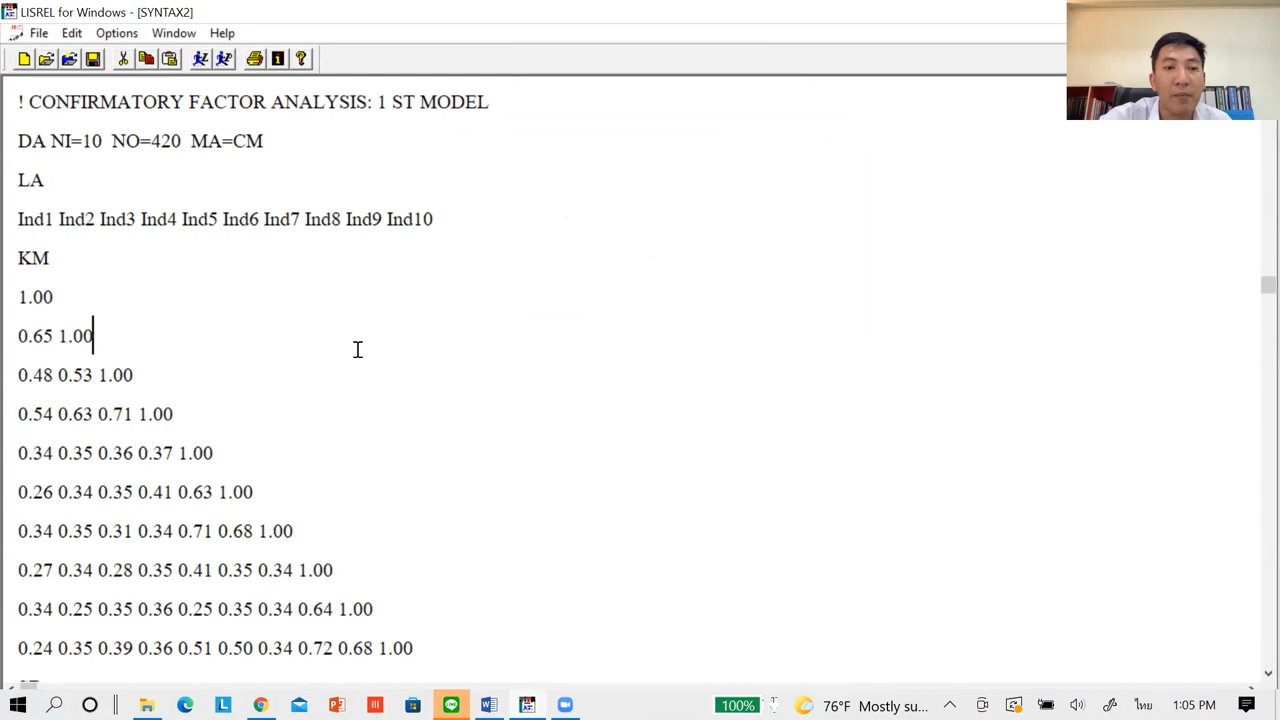 LISREL for Windows - [SYNTAX2]
File Edit Options Window Help
! CONFIRMATORY FACTOR ANALYSIS: 1 ST MODEL
DA NI=10 NO=420 MA=CM
LA
Ind1 Ind2 Ind3 Ind4 Ind5 Ind6 Ind7 Ind8 Ind9 Ind10
KM
1.00
0.65 1.00
0.48 0.53 1.00
0.54 0.63 0.71 1.00
0.34 0.35 0.36 0.37 1.00
0.26 0.34 0.35 0.41 0.63 1.00
0.34 0.35 0.31 0.34 0.71 0.68 1.00
0.27 0.34 0.28 0.35 0.41 0.35 0.34 1.00
0.34 0.25 0.35 0.36 0.25 0.35 0.34 0.64 1.00
0.24 0.35 0.39 0.36 0.51 0.50 0.34 0.72 0.68 1.00
100% 76°F Mostly su... ไทย 1:05 PM